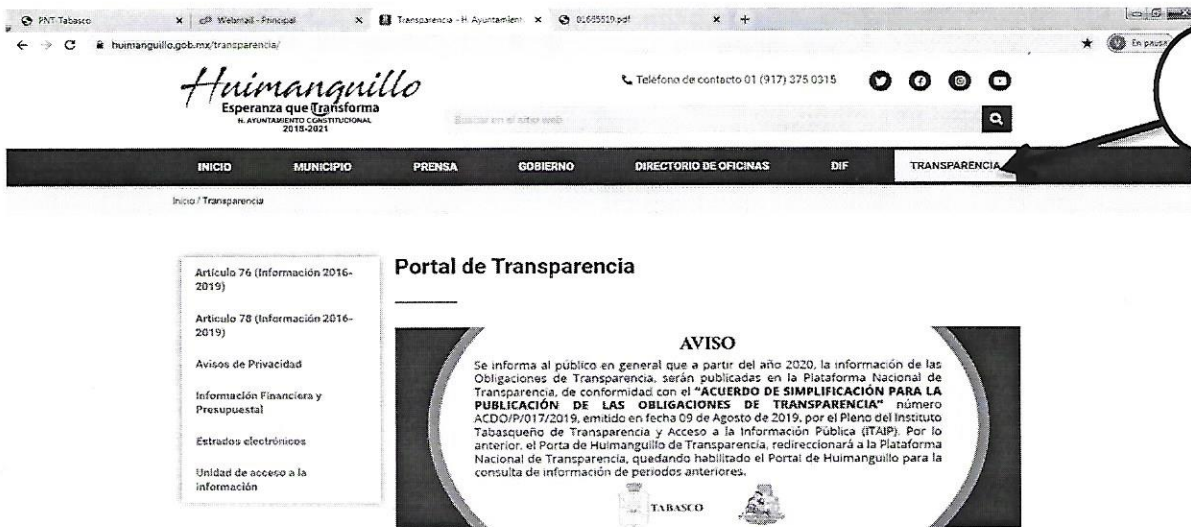 PNT-Tabasco
Webmail - Principal
Transparencia - H. Ayuntamient
01685519.pdf
huimanguillo.gob.mx/transparencia/
En pausa
Huimanguillo
Esperanza que Transforma
H. AYUNTAMIENTO CONSTITUCIONAL
2018-2021
Teléfono de contacto 01 (917) 375 0315
Buscar en el sitio web
INICIO
MUNICIPIO
PRENSA
GOBIERNO
DIRECTORIO DE OFICINAS
DIF
TRANSPARENCIA
Inicio / Transparencia
Artículo 76 (Información 2016-
2019)
Artículo 78 (Información 2016-
2019)
Avisos de Privacidad
Información Financiera y
Presupuestal
Estrados electrónicos
Unidad de acceso a la
información
Portal de Transparencia
AVISO
Se informa al público en general que a partir del año 2020, la información de las
Obligaciones de Transparencia, serán publicadas en la Plataforma Nacional de
Transparencia, de conformidad con el "ACUERDO DE SIMPLIFICACIÓN PARA LA
PUBLICACIÓN DE LAS OBLIGACIONES DE TRANSPARENCIA" número
ACDO/P/017/2019, emitido en fecha 09 de Agosto de 2019, por el Pleno del Instituto
Tabasqueño de Transparencia y Acceso a la Información Pública (ITAIP). Por lo
anterior, el Porta de Huimanguillo de Transparencia, redireccionará a la Plataforma
Nacional de Transparencia, quedando habilitado el Portal de Huimanguillo para la
consulta de información de periodos anteriores.
TABASCO